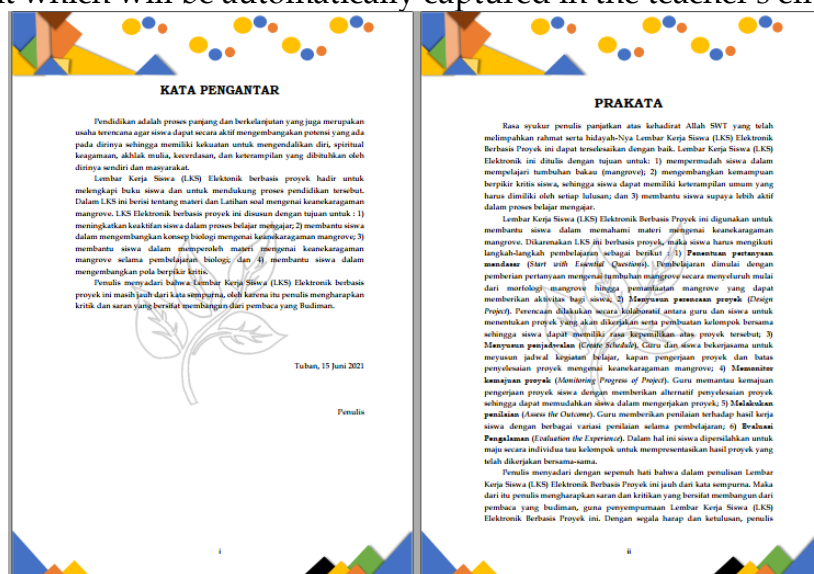 t which will be automatically captured in the teacher's em
KATA PENGANTAR
Pendidikan adalah proses panjang dan berkelanjutan yang juga merupakan
usaha terencana agar siswa dapat secara aktif mengembangkan potensi yang ada
pada dirinya sehingga memiliki kekuatan untuk mengendalikan diri, spiritual
keagamaan, akhlak mulia, kecerdasan, dan keterampilan yang dibituhkan oleh
dirinya sendiri dan masyarakat.
Lembar Kerja Siswa (LKS) Elektonik berbasis proyek hadir untuk
melengkapi buku siswa dan untuk mendukung proses pendidikan tersebut.
Dalam LKS ini berisi tentang materi dan Latihan soal mengenai keanekaragaman
mangrove. LKS Elektronik berbasis proyek ini disusun dengan tujuan untuk : 1)
meningkatkan keaktifan siswa dalam proses belajar mengajar; 2) membantu siswa
dalam mengembangkan konsep biologi mengenai keanekaragaman mangrove; 3)
membantu siswa dalam memperoleh materi mengenai keanekaragaman
mangrove selama pembelajaran biologi; dan 4) membantu siswa dalam
mengembangkan pola berpikir kritis.
Penulis menyadari bahwa Lembar Kerja Siswa (LKS) Elektronik berbasis
proyek ini masih jauh dari kata sempurna, oleh karena itu penulis mengharapkan
kritik dan saran yang bersifat membangun dari pembaca yang Budiman.
Tuban, 15 Juni 2021
Penulis
i
PRAKATA
Rasa syukur penulis panjatkan atas kehadirat Allah SWT yang telah
melimpahkan rahmat serta hidayah-Nya Lembar Kerja Siswa (LKS) Elektronik
Berbasis Proyek ini dapat terselesaikan dengan baik. Lembar Kerja Siswa (LKS)
Elektronik ini ditulis dengan tujuan untuk: 1) mempermudah siswa dalam
mempelajari tumbuhan bakau (mangrove); 2) mengembangkan kemampuan
berpikir kritis siswa, sehingga siswa dapat memiliki keterampilan umum yang
harus dimiliki oleh setiap lulusan; dan 3) membantu siswa supaya lebih aktif
dalam proses belajar mengajar.
Lembar Kerja Siswa (LKS) Elektronik Berbasis Proyek ini digunakan untuk
membantu siswa dalam memahami materi mengenai keanekaragaman
mangrove. Dikarenakan LKS ini berbasis proyek, maka siswa harus mengikuti
langkah-langkah pembelajaran sebagai berikut : 1) Penentuan pertanyaan
mendasar (Start with Essential Questions). Pembelajaran dimulai dengan
pemberian pertanyaan mengenai tumbuhan mangrove secara menyeluruh mulai
dari morfologi mangrove hingga pemanfaatan mangrove yang dapat
memberikan aktivitas bagi siswa; 2) Menyusun perencaan proyek (Design
Project). Perencaan dilakukan secara kolaboratif antara guru dan siswa untuk
menentukan proyek yang akan dikerjakan serta pembuatan kelompok bersama
sehingga siswa dapat memiliki rasa kepemilikan atas proyek tersebut; 3)
Menyusun penjadwalan (Create Schedule). Guru dan siswa bekerjasama untuk
meyusun jadwal kegiatan belajar, kapan pengerjaan proyek dan batas
penyelesaian proyek mengenai keanekaragaman mangrove; 4) Memonitor
kemajuan proyek (Monitoring Progress of Project). Guru memantau kemajuan
pengerjaan proyek siswa dengan memberikan alternatif penyelesaian proyek
sehingga dapat memudahkan siswa dalam mengerjakan proyek; 5) Melakukan
penilaian (Assess the Outcome). Guru memberikan penilaian terhadap hasil kerja
siswa dengan berbagai variasi penilaian selama pembelajaran; 6) Evaluasi
Pengalaman (Evaluation the Experience). Dalam hal ini siswa dipersilahkan untuk
maju secara individua tau kelompok untuk mempresentasikan hasil proyek yang
telah dikerjakan bersama-sama.
Penulis menyadari dengan sepenuh hati bahwa dalam penulisan Lembar
Kerja Siswa (LKS) Elektronik Berbasis Proyek ini jauh dari kata sempurna. Maka
dari itu penulis mengharapkan saran dan kritikan yang bersifat membangun dari
pembaca yang budiman, guna penyempurnaan Lembar Kerja Siswa (LKS)
Elektronik Berbasis Proyek ini. Dengan segala harap dan ketulusan, penulis
ii